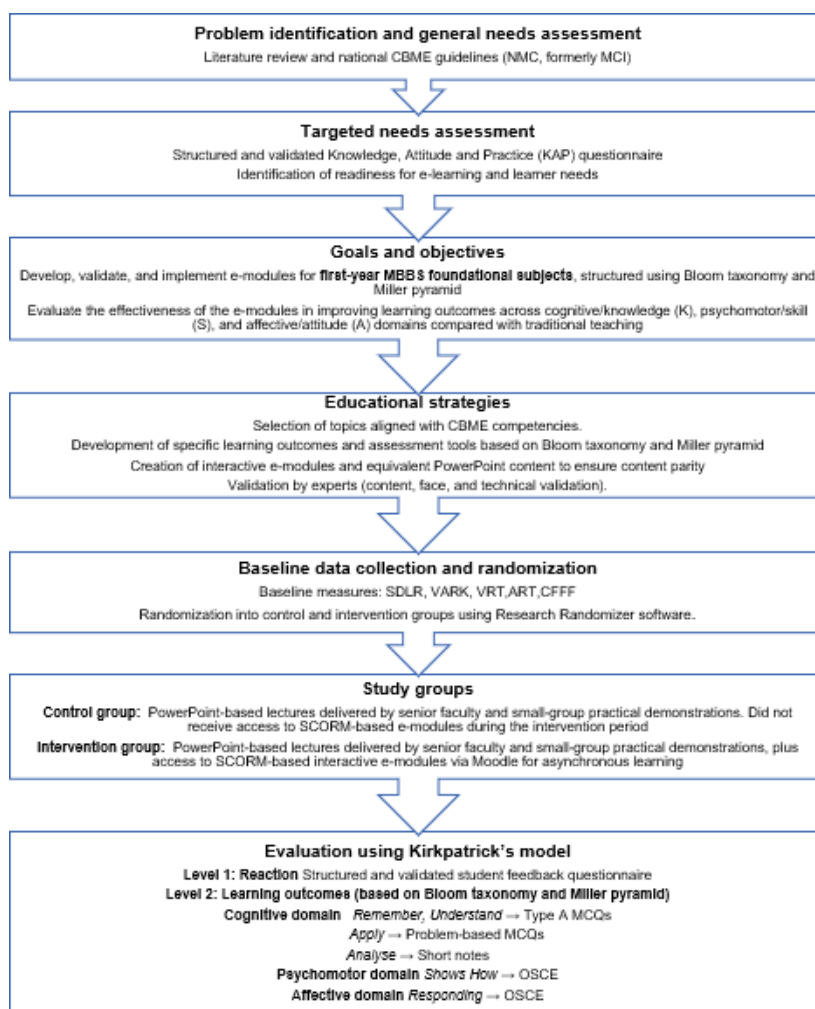 Problem identification and general needs assessment
Literature review and national CBME guidelines (NMC, formerly MCI)
Targeted needs assessment
Structured and validated Knowledge, Attitude and Practice (KAP) questionnaire
Identification of readiness for e-learning and learner needs
Goals and objectives
Develop, validate, and implement e-modules for first-year MBBS foundational subjects, structured using Bloom taxonomy and
Miller pyramid
Evaluate the effectiveness of the e-modules in improving learning outcomes across cognitive/knowledge (K), psychomotor/skill
(S), and affective/attitude (A) domains compared with traditional teaching
Educational strategies
Selection of topics aligned with CBME competencies.
Development of specific learning outcomes and assessment tools based on Bloom taxonomy and Miller pyramid
Creation of interactive e-modules and equivalent PowerPoint content to ensure content parity
Validation by experts (content, face, and technical validation).
Baseline data collection and randomization
Baseline measures: SDLR, VARK, VRT,ART,CFFF
Randomization into control and intervention groups using Research Randomizer software.
Study groups
Control group: PowerPoint-based lectures delivered by senior faculty and small-group practical demonstrations. Did not
receive access to SCORM-based e-modules during the intervention period
Intervention group: PowerPoint-based lectures delivered by senior faculty and small-group practical demonstrations, plus
access to SCORM-based interactive e-modules via Moodle for asynchronous learning
Evaluation using Kirkpatrick's model
Level 1: Reaction Structured and validated student feedback questionnaire
Level 2: Learning outcomes (based on Bloom taxonomy and Miller pyramid)
Cognitive domain Remember, Understand → Type A MCQs
Apply → Problem-based MCQs
Analyse → Short notes
Psychomotor domain Shows How → OSCE
Affective domain Responding → OSCE